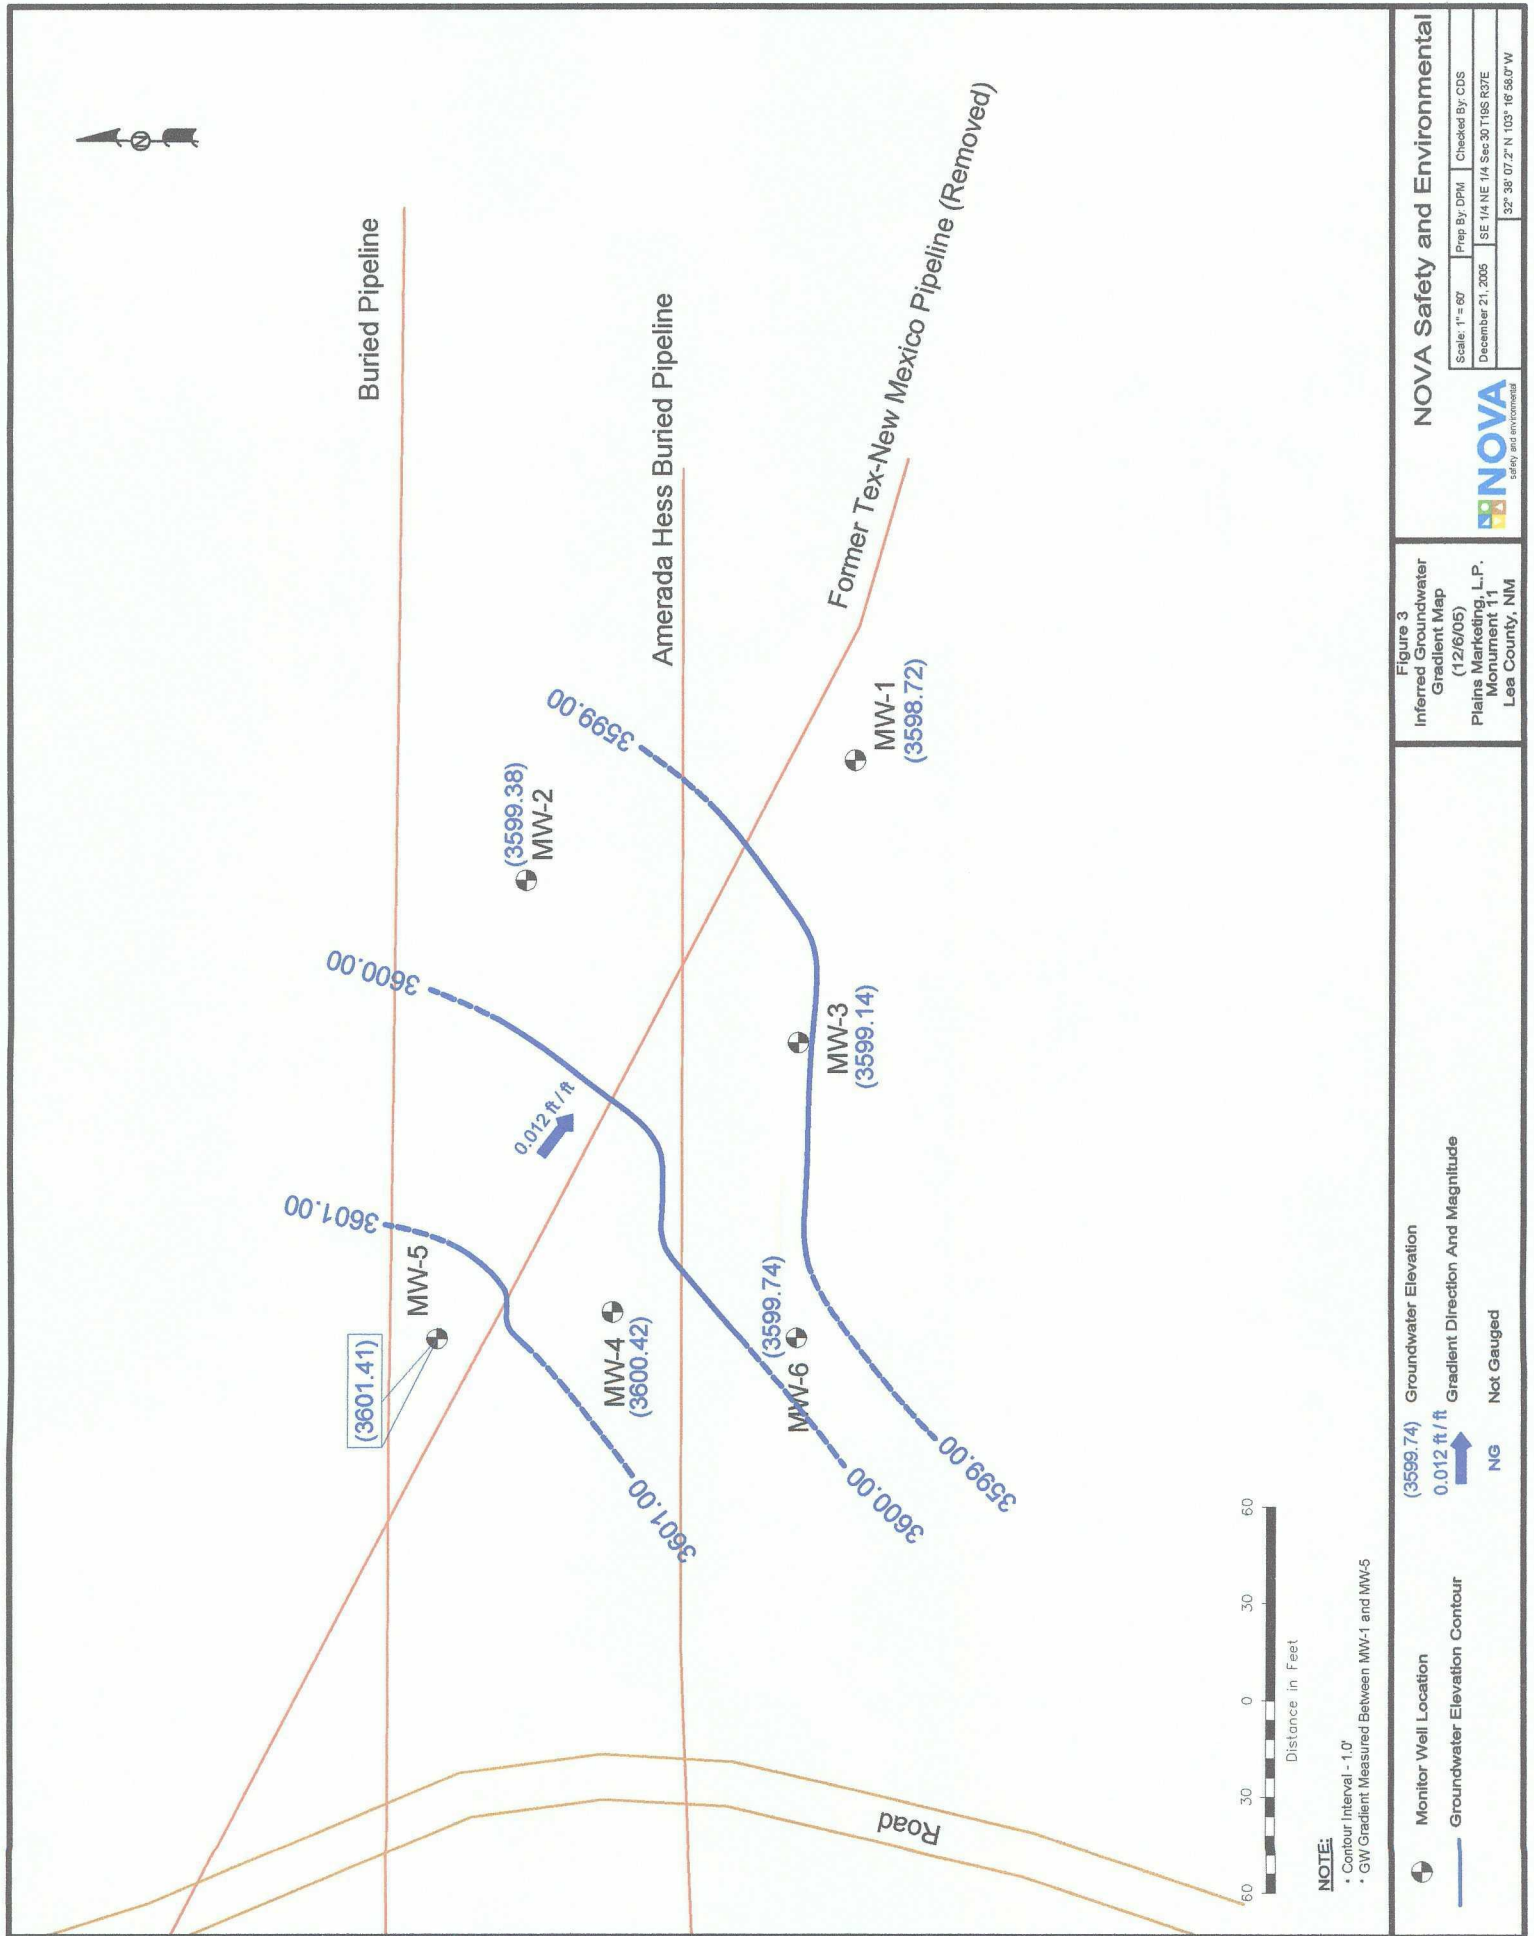 N
Buried Pipeline
Amerada Hess Buried Pipeline
Former Tex-New Mexico Pipeline (Removed)
3601.00
3600.00
3599.00
(3601.41)
MW-5
(3599.38)
MW-2
0.012 ft / ft
MW-4
(3600.42)
(3599.74)
MW-6
MW-3
(3599.14)
MW-1
(3598.72)
3601.00
3600.00
3599.00
Road
60
30
0
30
60
Distance in Feet
NOTE:
• Contour Interval - 1.0'
• GW Gradient Measured Between MW-1 and MW-5
Monitor Well Location
Groundwater Elevation Contour
(3599.74) Groundwater Elevation
0.012 ft / ft
Gradient Direction And Magnitude
NG Not Gauged
Figure 3
Inferred Groundwater
Gradient Map
(12/6/05)
Plains Marketing, L.P.
Monument 11
Lea County, NM
NOVA Safety and Environmental
NOVA
safety and environmental
Scale: 1" = 60'
Prep By: DPM
Checked By: CDS
December 21, 2005
SE 1/4 NE 1/4 Sec 30 T19S R37E
32° 38' 07.2" N 103° 16' 58.0" W